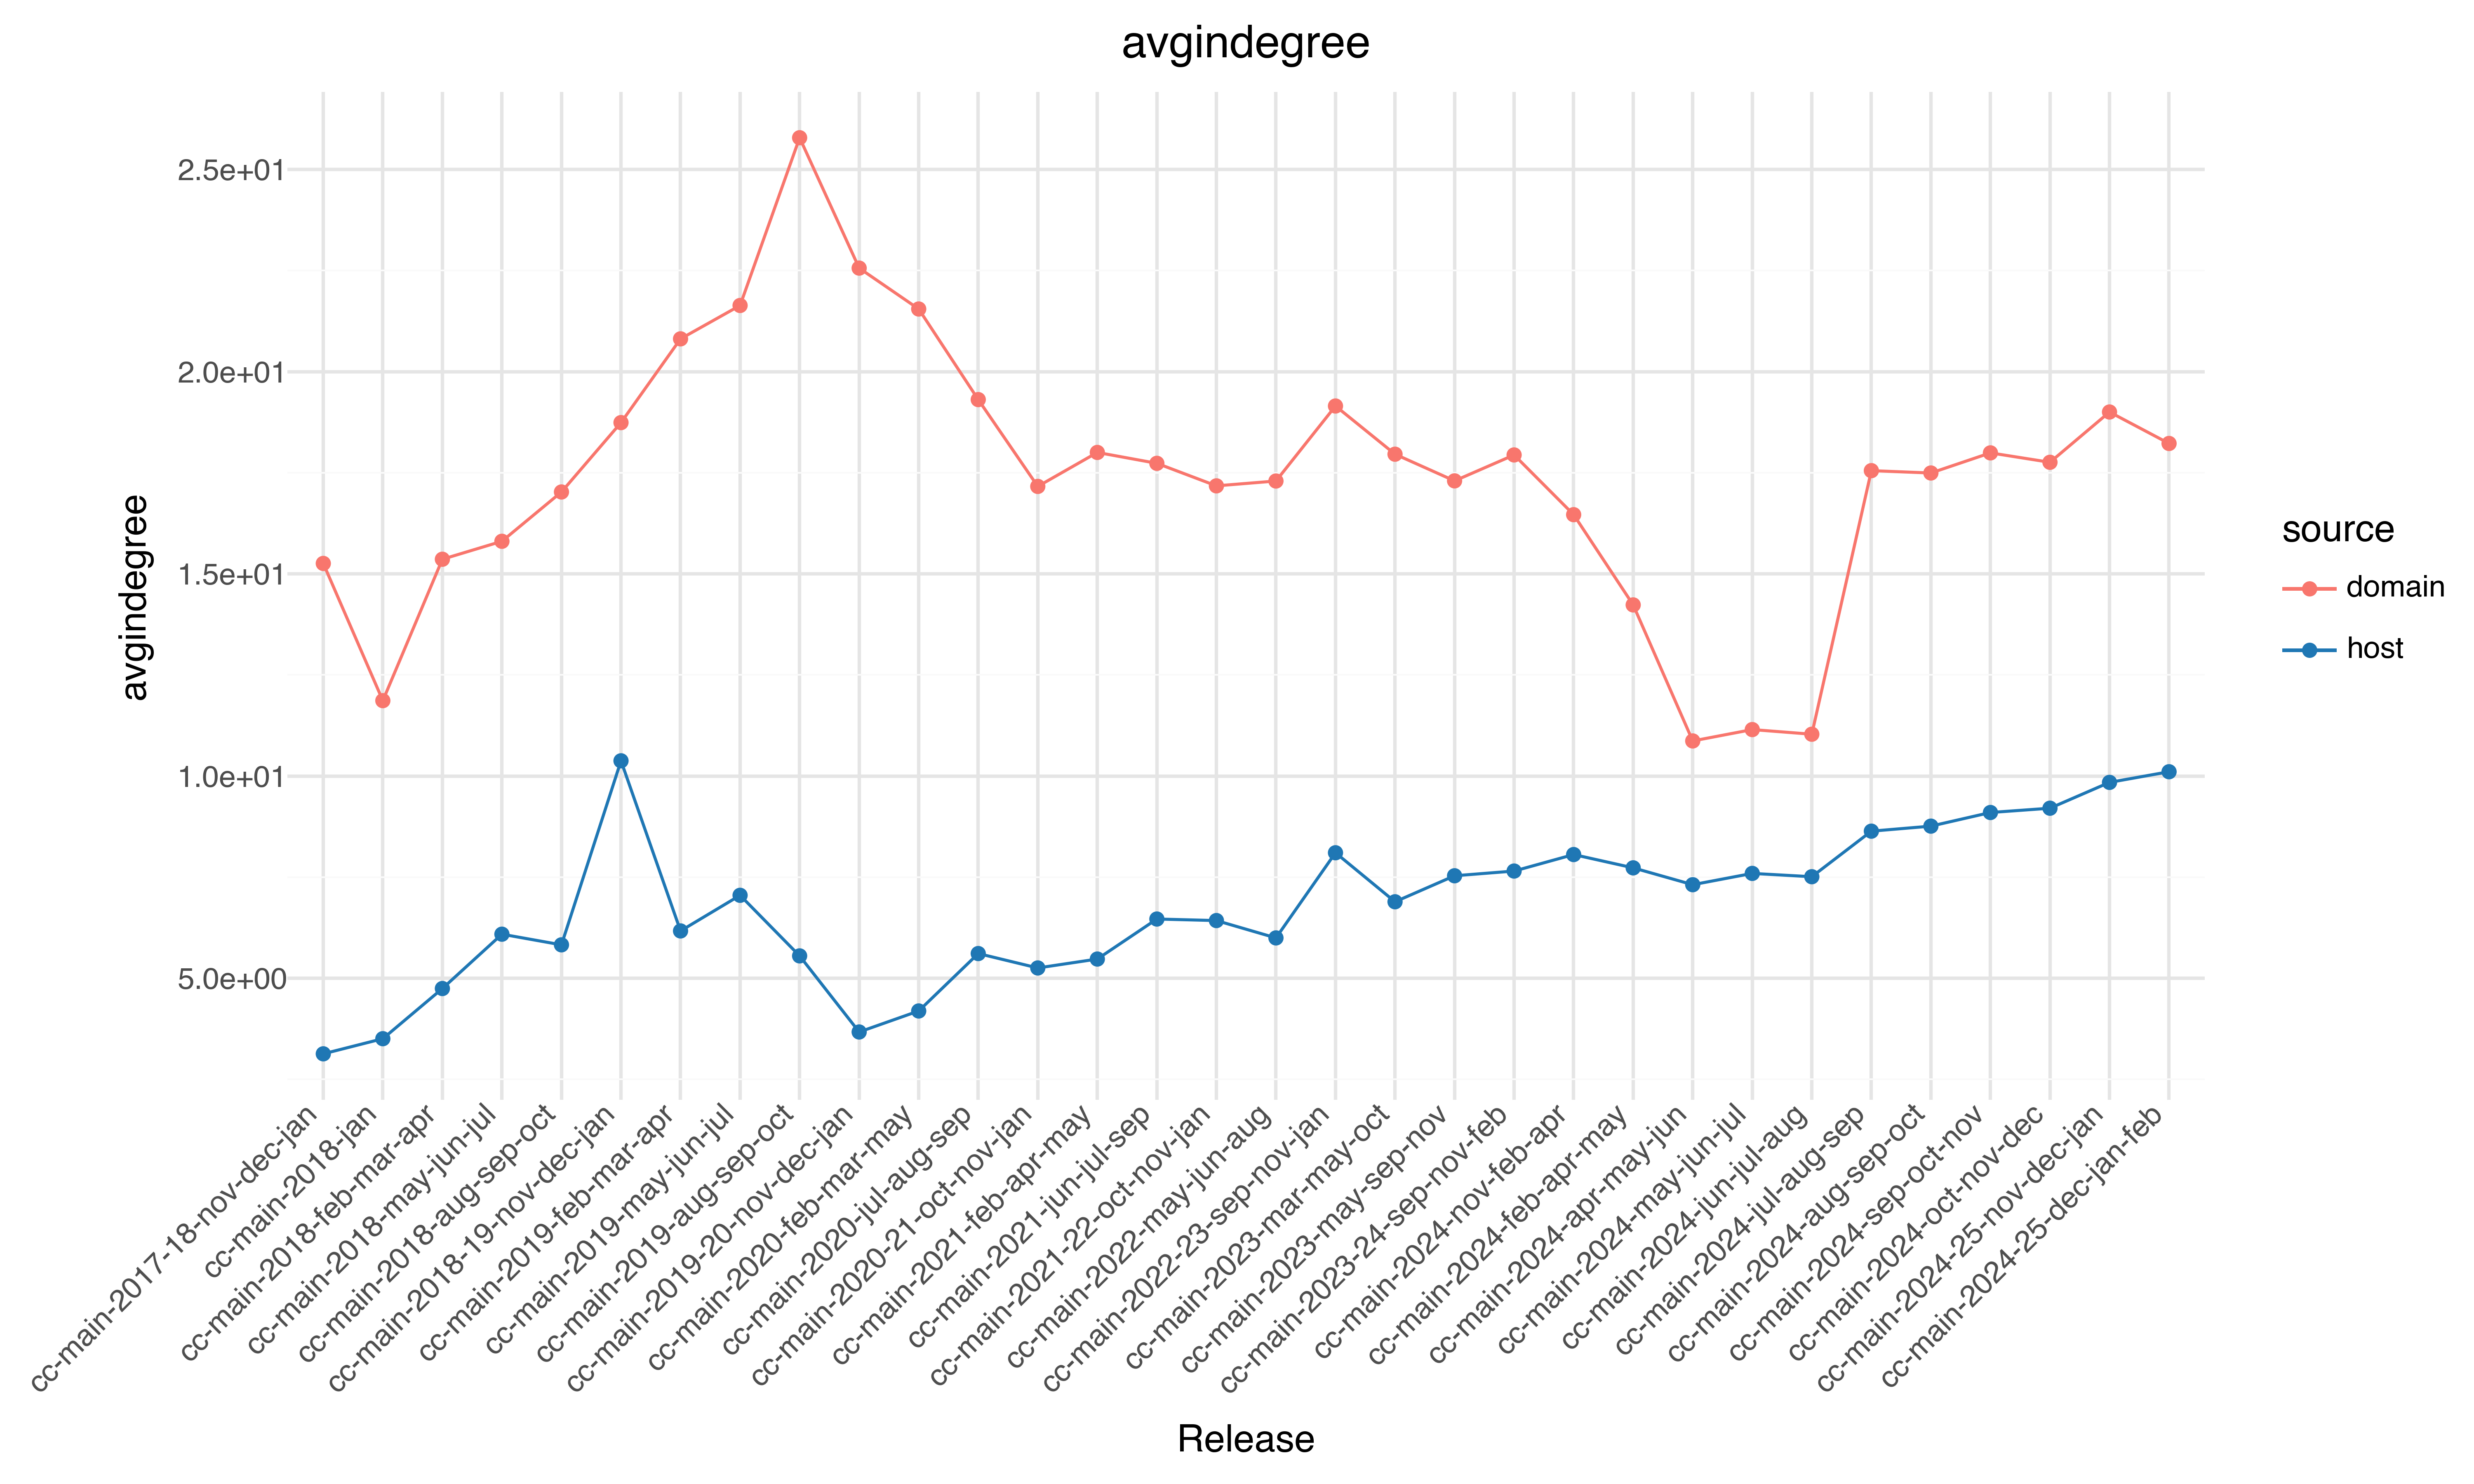 avgindegree
avgindegree
2.5e+01
2.0e+01
1.5e+01
1.0e+01
5.0e+00
source
domain
host
cc-main-2017-18-nov-dec-jan
cc-main-2018-jan
cc-main-2018-feb-mar-apr
cc-main-2018-may-jun-jul
cc-main-2018-aug-sep-oct
cc-main-2018-19-nov-dec-jan
cc-main-2019-feb-mar-apr
cc-main-2019-may-jun-jul
cc-main-2019-aug-sep-oct
cc-main-2019-20-nov-dec-jan
cc-main-2020-feb-mar-may
cc-main-2020-jul-aug-sep
cc-main-2020-21-oct-nov-jan
cc-main-2021-feb-apr-may
cc-main-2021-jun-jul-sep
cc-main-2021-22-oct-nov-jan
cc-main-2022-may-jun-aug
cc-main-2022-23-sep-nov-jan
cc-main-2023-mar-may-oct
cc-main-2023-may-sep-nov
cc-main-2023-24-sep-nov-feb
cc-main-2024-nov-feb-apr
cc-main-2024-feb-apr-may
cc-main-2024-apr-may-jun
cc-main-2024-may-jun-jul
cc-main-2024-jun-jul-aug
cc-main-2024-jul-aug-sep
cc-main-2024-aug-sep-oct
cc-main-2024-sep-oct-nov
cc-main-2024-oct-nov-dec
cc-main-2024-25-nov-dec-jan
cc-main-2024-25-dec-jan-feb
Release